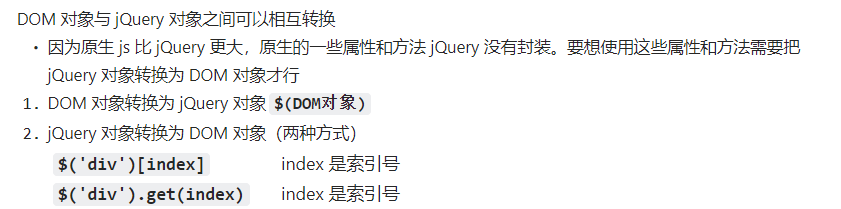 DOM 对象与 jQuery 对象之间可以相互转换
• 因为原生 js 比 jQuery 更大，原生的一些属性和方法 jQuery 没有封装。要想使用这些属性和方法需要把
jQuery 对象转换为 DOM 对象才行
1. DOM 对象转换为 jQuery 对象 $(DOM对象)
2. jQuery 对象转换为 DOM 对象（两种方式）
$('div')[index] index 是索引号
$('div').get(index) index 是索引号